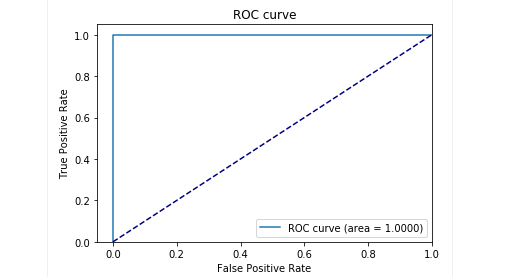 ROC curve
1.0
0.8
0.6
0.4
0.2
0.0
True Positive Rate
ROC curve (area = 1.0000)
0.0 0.2 0.4 0.6 0.8 1.0
False Positive Rate